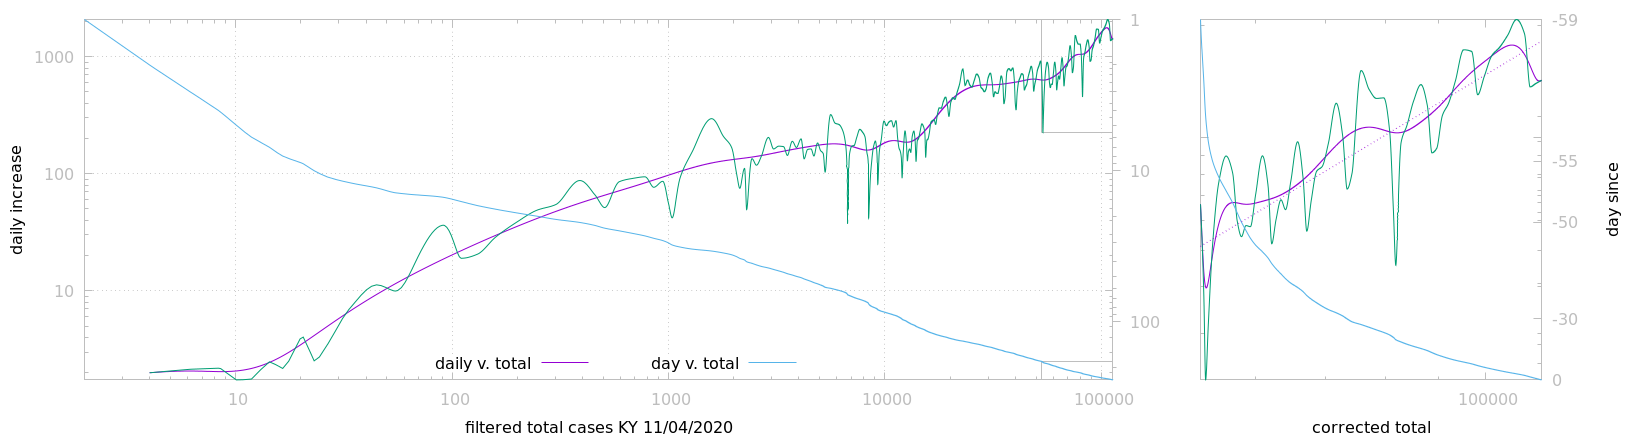 1000
100
10
daily increase
10
100
1000
10000
100000
filtered total cases KY 11/04/2020
daily v. total
day v. total
1
10
100
-59
-55
-50
-30
0
day since
100000
corrected total